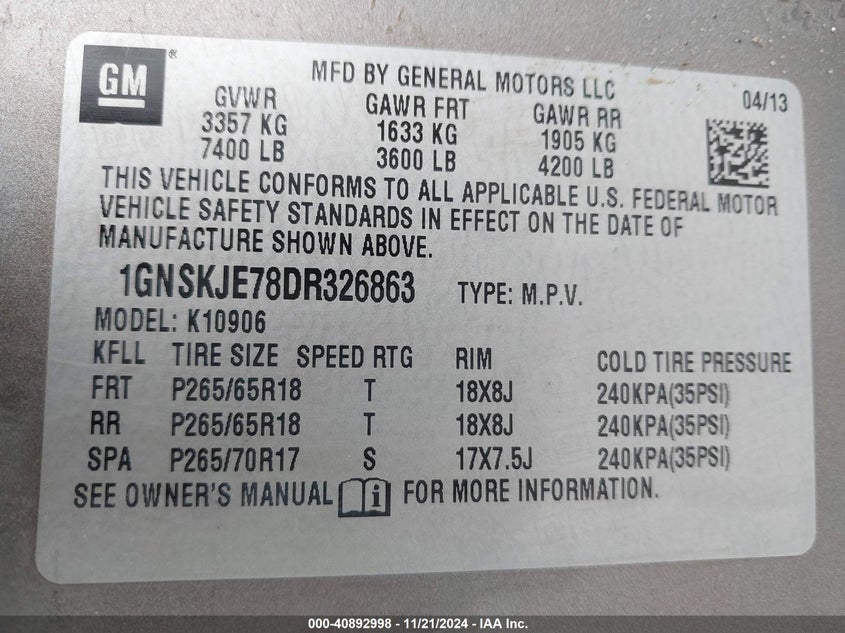 GM®
MFD BY GENERAL MOTORS LLC
04/13
GVWR GAWR FRT GAWR RR
3357 KG 1633 KG 1905 KG
7400 LB 3600 LB 4200 LB
THIS VEHICLE CONFORMS TO ALL APPLICABLE U.S. FEDERAL MOTOR
VEHICLE SAFETY STANDARDS IN EFFECT ON THE DATE OF
MANUFACTURE SHOWN ABOVE.
1GNSKJE78DR326863 TYPE: M.P.V.
MODEL: K10906
KFLL TIRE SIZE SPEED RTG RIM COLD TIRE PRESSURE
FRT P265/65R18 T 18X8J 240KPA(35PSI)
RR P265/65R18 T 18X8J 240KPA(35PSI)
SPA P265/70R17 S 17X7.5J 240KPA(35PSI)
SEE OWNER'S MANUAL i FOR MORE INFORMATION.
000-40892998 - 11/21/2024 - IAA Inc.